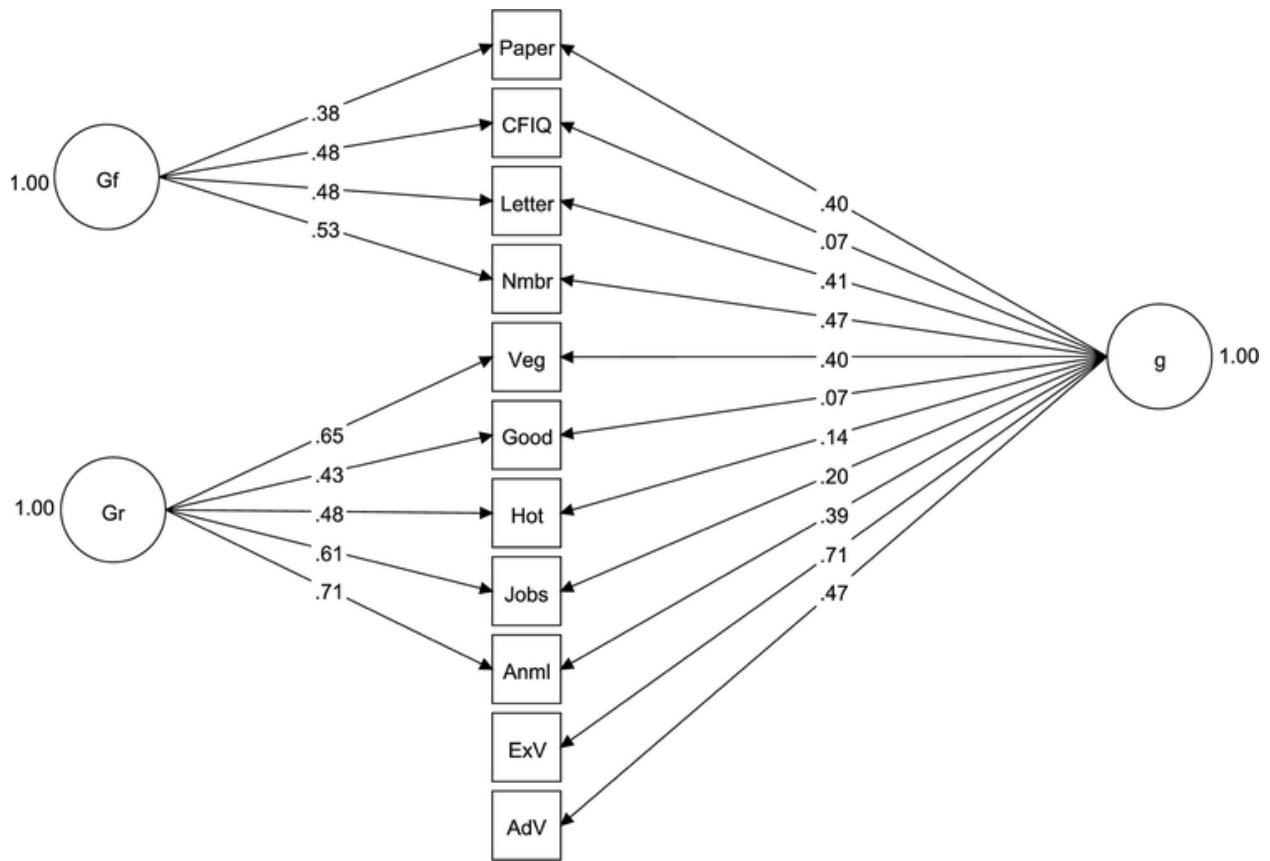 Paper
CFIQ
Letter
Nmbr
Veg
Good
Hot
Jobs
Anml
ExV
AdV
1.00
Gf
.38
.48
.48
.53
1.00
Gr
.65
.43
.48
.61
.71
.40
.07
.41
.47
.40
.07
.14
.20
.39
.71
.47
g
1.00